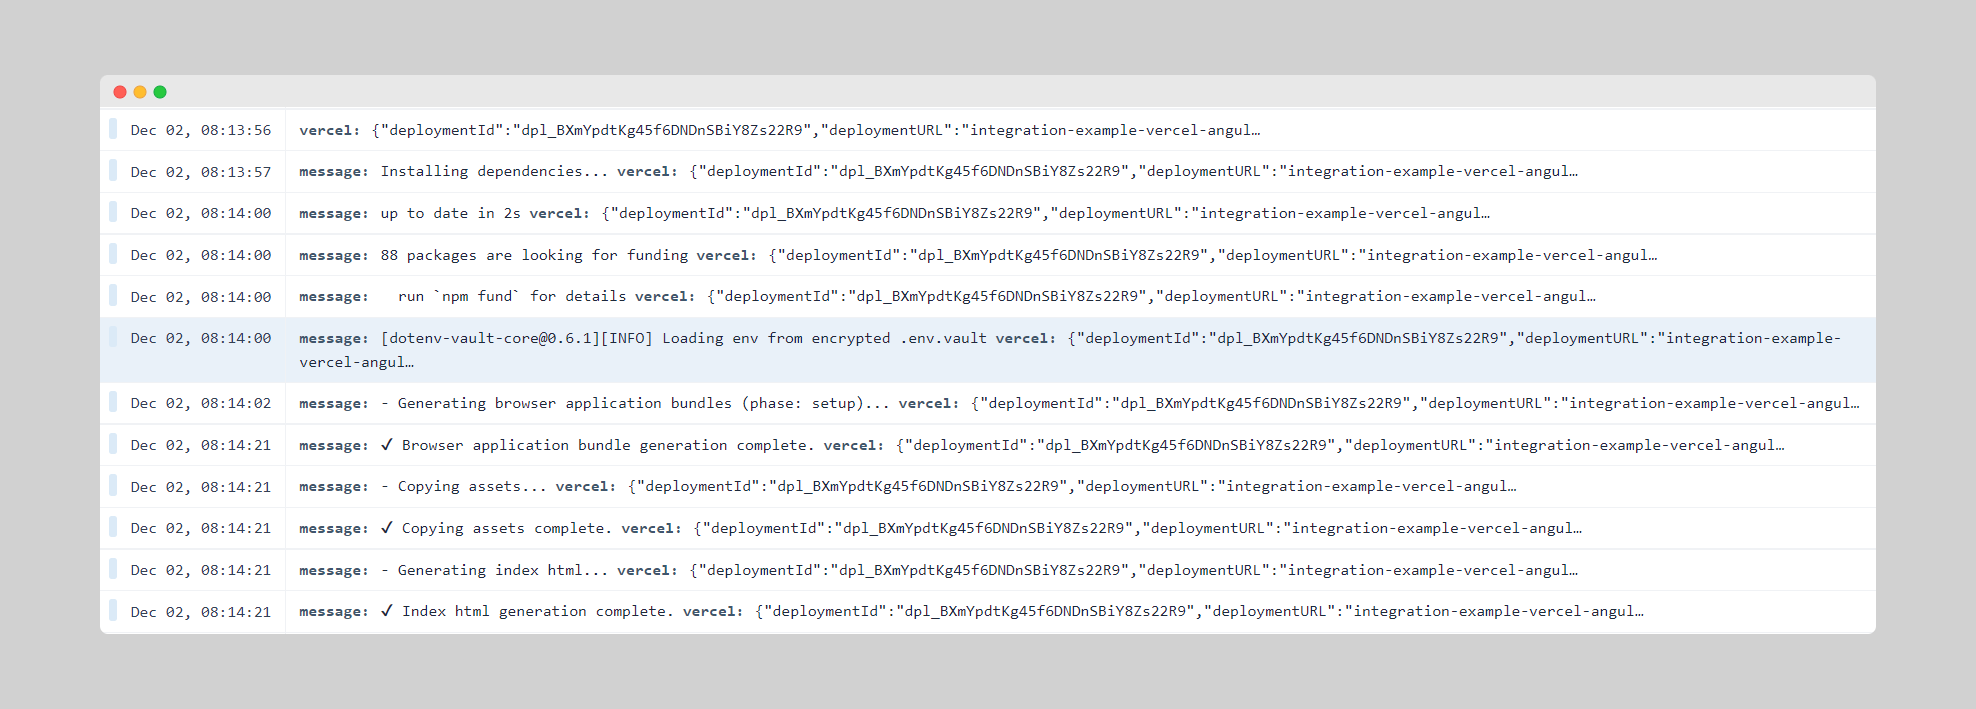 Dec 02, 08:13:56 vercel: {"deploymentId":"dpl_BXmYpdtKg45f6DNDnSBiY8Zs22R9","deploymentURL":"integration-example-vercel-angul…
Dec 02, 08:13:57 message: Installing dependencies... vercel: {"deploymentId":"dpl_BXmYpdtKg45f6DNDnSBiY8Zs22R9","deploymentURL":"integration-example-vercel-angul…
Dec 02, 08:14:00 message: up to date in 2s vercel: {"deploymentId":"dpl_BXmYpdtKg45f6DNDnSBiY8Zs22R9","deploymentURL":"integration-example-vercel-angul…
Dec 02, 08:14:00 message: 88 packages are looking for funding vercel: {"deploymentId":"dpl_BXmYpdtKg45f6DNDnSBiY8Zs22R9","deploymentURL":"integration-example-vercel-angul…
Dec 02, 08:14:00 message:   run `npm fund` for details vercel: {"deploymentId":"dpl_BXmYpdtKg45f6DNDnSBiY8Zs22R9","deploymentURL":"integration-example-vercel-angul…
Dec 02, 08:14:00 message: [dotenv-vault-core@0.6.1][INFO] Loading env from encrypted .env.vault vercel: {"deploymentId":"dpl_BXmYpdtKg45f6DNDnSBiY8Zs22R9","deploymentURL":"integration-example-
vercel-angul…
Dec 02, 08:14:02 message: - Generating browser application bundles (phase: setup)... vercel: {"deploymentId":"dpl_BXmYpdtKg45f6DNDnSBiY8Zs22R9","deploymentURL":"integration-example-vercel-angul…
Dec 02, 08:14:21 message: ✔ Browser application bundle generation complete. vercel: {"deploymentId":"dpl_BXmYpdtKg45f6DNDnSBiY8Zs22R9","deploymentURL":"integration-example-vercel-angul…
Dec 02, 08:14:21 message: - Copying assets... vercel: {"deploymentId":"dpl_BXmYpdtKg45f6DNDnSBiY8Zs22R9","deploymentURL":"integration-example-vercel-angul…
Dec 02, 08:14:21 message: ✔ Copying assets complete. vercel: {"deploymentId":"dpl_BXmYpdtKg45f6DNDnSBiY8Zs22R9","deploymentURL":"integration-example-vercel-angul…
Dec 02, 08:14:21 message: - Generating index html... vercel: {"deploymentId":"dpl_BXmYpdtKg45f6DNDnSBiY8Zs22R9","deploymentURL":"integration-example-vercel-angul…
Dec 02, 08:14:21 message: ✔ Index html generation complete. vercel: {"deploymentId":"dpl_BXmYpdtKg45f6DNDnSBiY8Zs22R9","deploymentURL":"integration-example-vercel-angul…